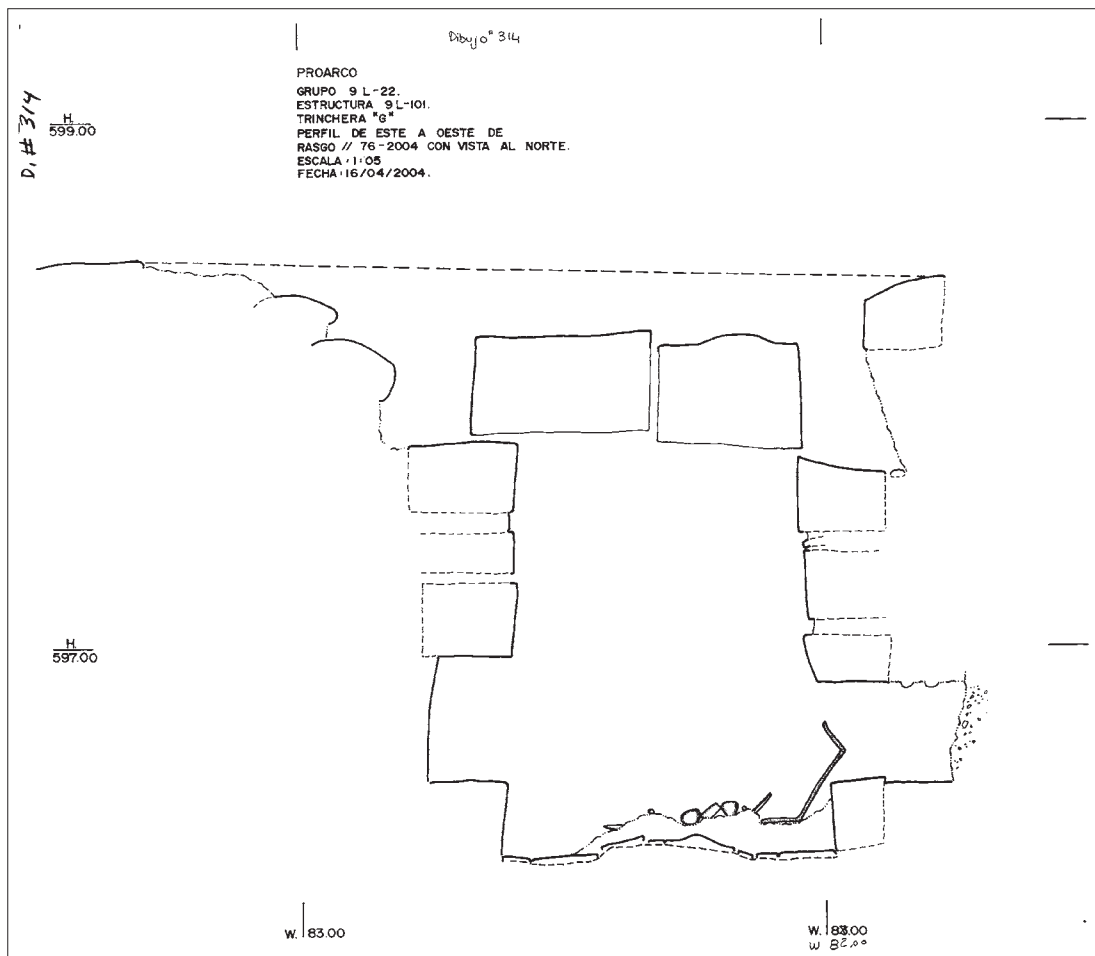 Dibujo # 314
D. # 314
PROARCO
GRUPO 9 L-22.
ESTRUCTURA 9 L-101.
TRINCHERA "G"
PERFIL DE ESTE A OESTE DE
RASGO // 76-2004 CON VISTA AL NORTE.
ESCALA : 1:05
FECHA : 16/04/2004.
H.
599.00
H.
597.00
W. 83.00
W. 83.00
W 82.00